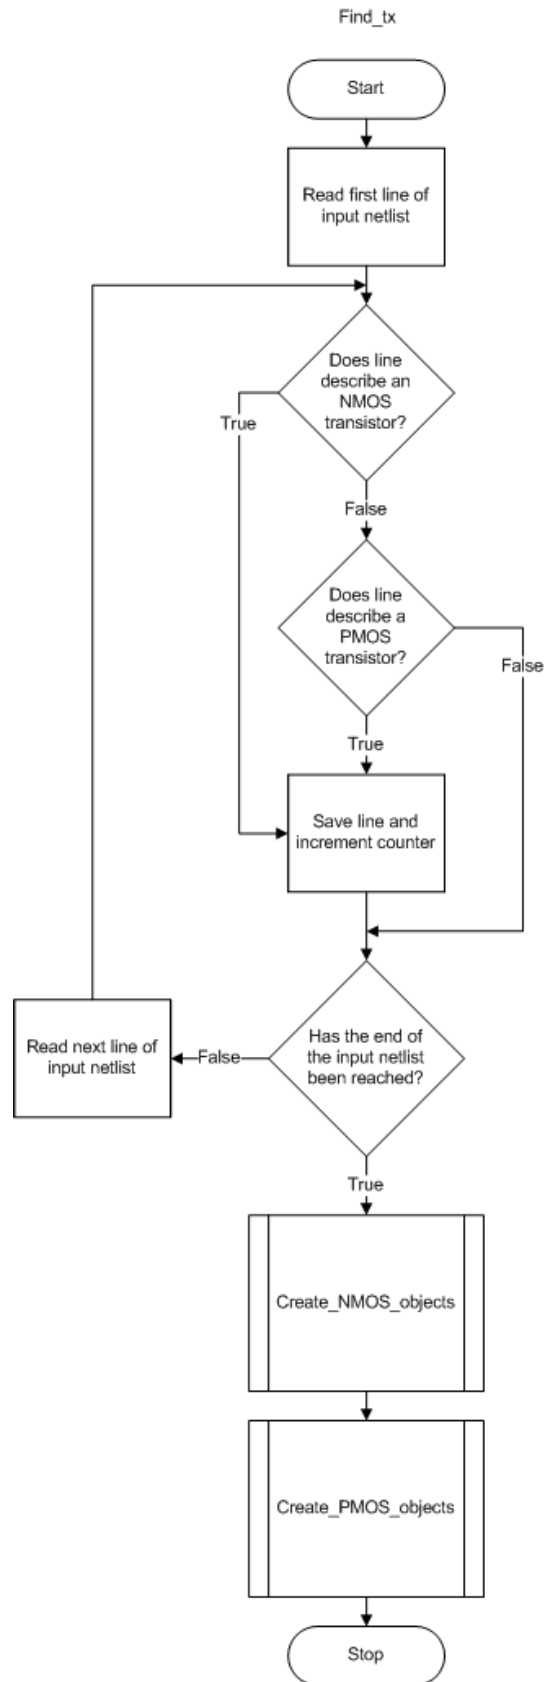 Find_tx
Start
Read first line of
input netlist
Does line
describe an
NMOS
transistor?
True
False
Does line
describe a
PMOS
transistor?
False
True
Save line and
increment counter
Has the end of
the input netlist
been reached?
False
Read next line of
input netlist
True
Create_NMOS_objects
Create_PMOS_objects
Stop